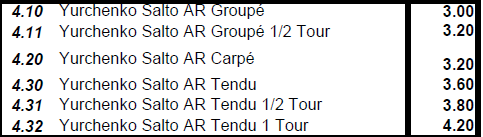 4.10 Yurchenko Salto AR Groupé 3.00
4.11 Yurchenko Salto AR Groupé 1/2 Tour 3.20
4.20 Yurchenko Salto AR Carpé 3.20
4.30 Yurchenko Salto AR Tendu 3.60
4.31 Yurchenko Salto AR Tendu 1/2 Tour 3.80
4.32 Yurchenko Salto AR Tendu 1 Tour 4.20